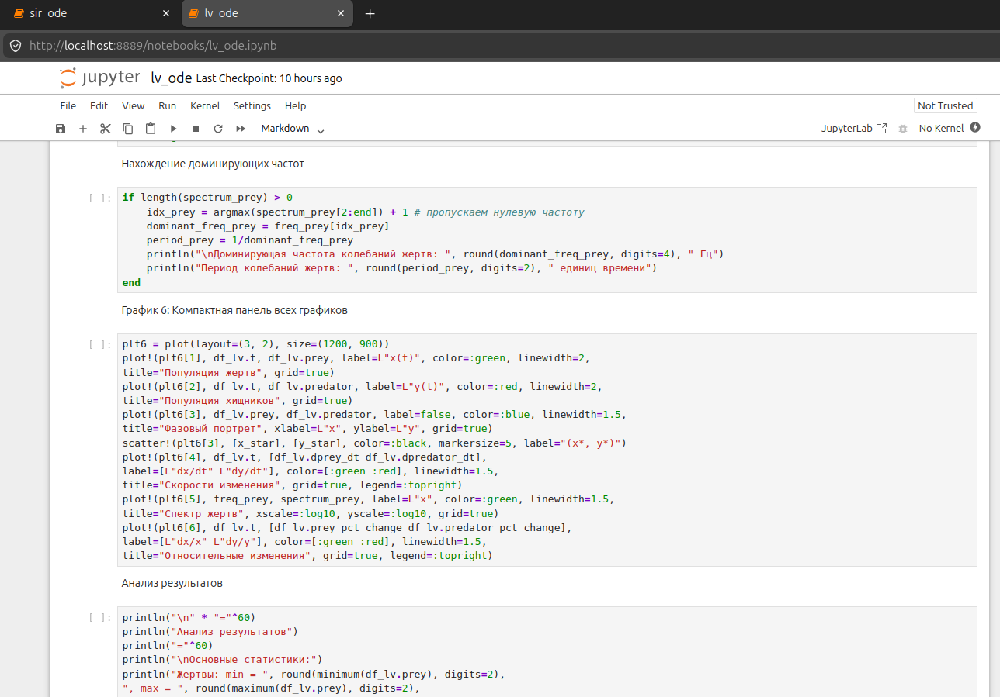 sir_ode
lv_ode
http://localhost:8889/notebooks/lv_ode.ipynb
jupyter lv_ode Last Checkpoint: 10 hours ago
File Edit View Run Kernel Settings Help Not Trusted
Markdown JupyterLab No Kernel
Нахождение доминирующих частот
[ ]: if length(spectrum_prey) > 0
    idx_prey = argmax(spectrum_prey[2:end]) + 1 # пропускаем нулевую частоту
    dominant_freq_prey = freq_prey[idx_prey]
    period_prey = 1/dominant_freq_prey
    println("\nДоминирующая частота колебаний жертв: ", round(dominant_freq_prey, digits=4), " Гц")
    println("Период колебаний жертв: ", round(period_prey, digits=2), " единиц времени")
end
График 6: Компактная панель всех графиков
[ ]: plt6 = plot(layout=(3, 2), size=(1200, 900))
plot!(plt6[1], df_lv.t, df_lv.prey, label=L"x(t)", color=:green, linewidth=2,
title="Популяция жертв", grid=true)
plot!(plt6[2], df_lv.t, df_lv.predator, label=L"y(t)", color=:red, linewidth=2,
title="Популяция хищников", grid=true)
plot!(plt6[3], df_lv.prey, df_lv.predator, label=false, color=:blue, linewidth=1.5,
title="Фазовый портрет", xlabel=L"x", ylabel=L"y", grid=true)
scatter!(plt6[3], [x_star], [y_star], color=:black, markersize=5, label="(x*, y*)")
plot!(plt6[4], df_lv.t, [df_lv.dprey_dt df_lv.dpredator_dt],
label=[L"dx/dt" L"dy/dt"], color=[:green :red], linewidth=1.5,
title="Скорости изменения", grid=true, legend=:topright)
plot!(plt6[5], freq_prey, spectrum_prey, label=L"x", color=:green, linewidth=1.5,
title="Спектр жертв", xscale=:log10, yscale=:log10, grid=true)
plot!(plt6[6], df_lv.t, [df_lv.prey_pct_change df_lv.predator_pct_change],
label=[L"dx/x" L"dy/y"], color=[:green :red], linewidth=1.5,
title="Относительные изменения", grid=true, legend=:topright)
Анализ результатов
[ ]: println("\n" * "="^60)
println("Анализ результатов")
println("="^60)
println("\nОсновные статистики:")
println("Жертвы: min = ", round(minimum(df_lv.prey), digits=2),
", max = ", round(maximum(df_lv.prey), digits=2),